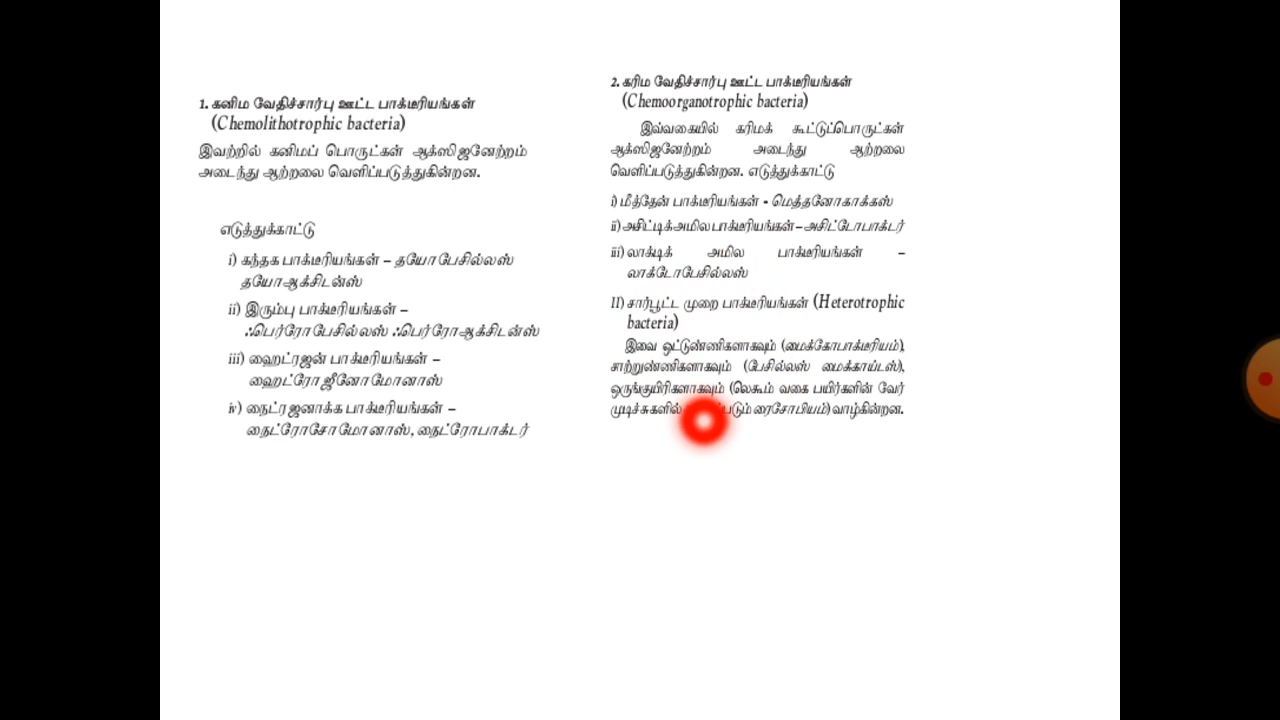 1. கனிம வேதிச்சார்பு ஊட்ட பாக்டீரியங்கள்
(Chemolithotrophic bacteria)
இவற்றில் கனிமப் பொருட்கள் ஆக்ஸிஜனேற்றம்
அடைந்து ஆற்றலை வெளிப்படுத்துகின்றன.
எடுத்துக்காட்டு
i) கந்தக பாக்டீரியங்கள் – தயோபேசில்லஸ்
தயோஆக்சிடன்ஸ்
ii) இரும்பு பாக்டீரியங்கள் –
ஃபெர்ரோபேசில்லஸ் ஃபெர்ரோஆக்சிடன்ஸ்
iii) ஹைட்ரஜன் பாக்டீரியங்கள் –
ஹைட்ரோஜீனோமோனாஸ்
iv) நைட்ரஜனாக்க பாக்டீரியங்கள் –
நைட்ரோசோமோனாஸ், நைட்ரோபாக்டர்
2. கரிம வேதிச்சார்பு ஊட்ட பாக்டீரியங்கள்
(Chemoorganotrophic bacteria)
இவ்வகையில் கரிமக் கூட்டுப்பொருட்கள்
ஆக்ஸிஜனேற்றம் அடைந்து ஆற்றலை
வெளிப்படுத்துகின்றன. எடுத்துக்காட்டு
i) மீத்தேன் பாக்டீரியங்கள் - மெத்தனோகாக்கஸ்
ii) அசிட்டிக்அமில பாக்டீரியங்கள் – அசிட்டோபாக்டர்
iii) லாக்டிக் அமில பாக்டீரியங்கள் –
லாக்டோபேசில்லஸ்
II) சார்பூட்ட முறை பாக்டீரியங்கள் (Heterotrophic
bacteria)
இவை ஒட்டுண்ணிகளாகவும் (மைக்கோபாக்டீரியம்),
சாற்றுண்ணிகளாகவும் (பேசில்லஸ் மைக்காய்டஸ்),
ஒருங்குயிரிகளாகவும் (லெகூம் வகை பயிர்களின் வேர்
முடிச்சுகளில் ரைசோபியம்) வாழ்கின்றன.